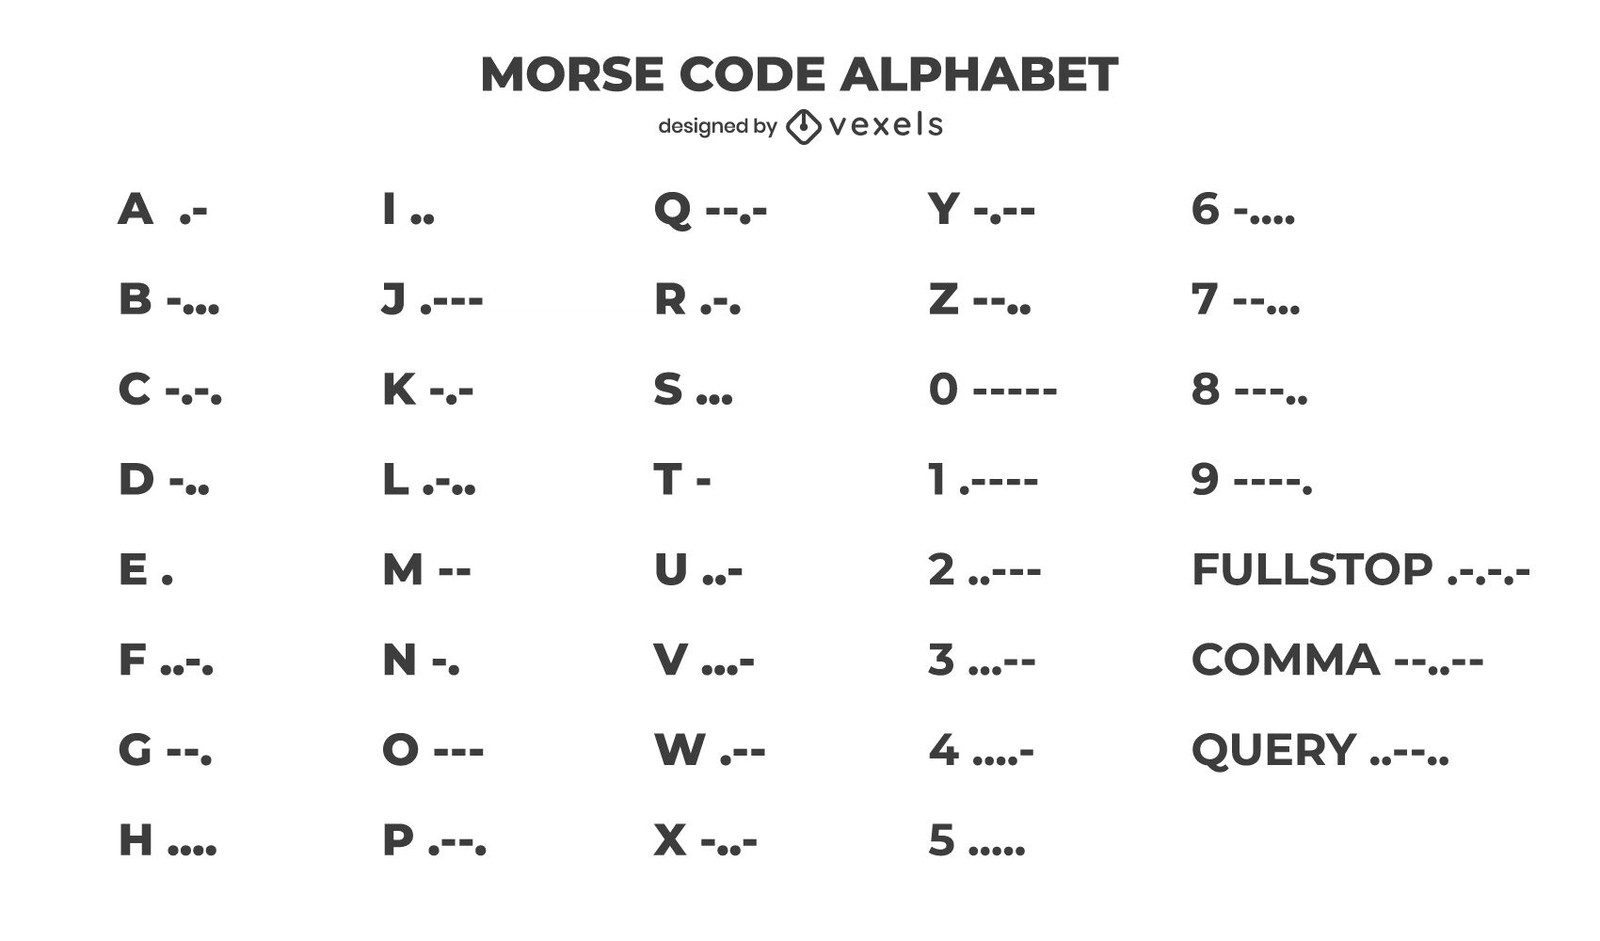 MORSE CODE ALPHABET
designed by vexels
A .-
B -...
C -.-.
D -..
E .
F ..-.
G --.
H ....
I ..
J .---
K -.-
L .-..
M --
N -.
O ---
P .--.
Q --.-
R .-.
S ...
T -
U ..-
V ...-
W .--
X -..-
Y -.--
Z --..
0 -----
1 .----
2 ..---
3 ...--
4 ....-
5 .....
6 -....
7 --...
8 ---..
9 ----.
FULLSTOP .-.-.-
COMMA --..--
QUERY ..--..